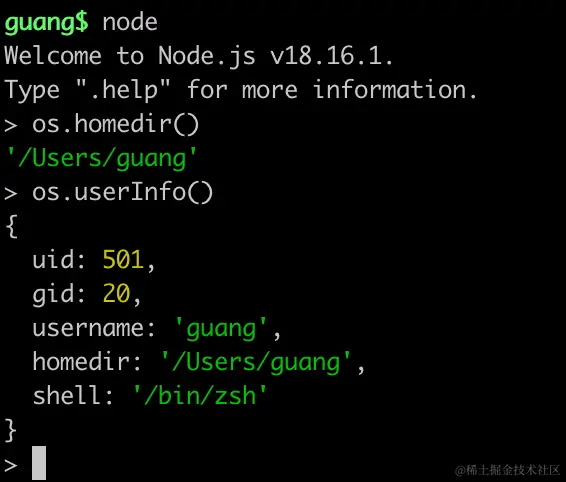 guang$ node
Welcome to Node.js v18.16.1.
Type ".help" for more information.
> os.homedir()
'/Users/guang'
> os.userInfo()
{
  uid: 501,
  gid: 20,
  username: 'guang',
  homedir: '/Users/guang',
  shell: '/bin/zsh'
}
>
@稀土掘金技术社区